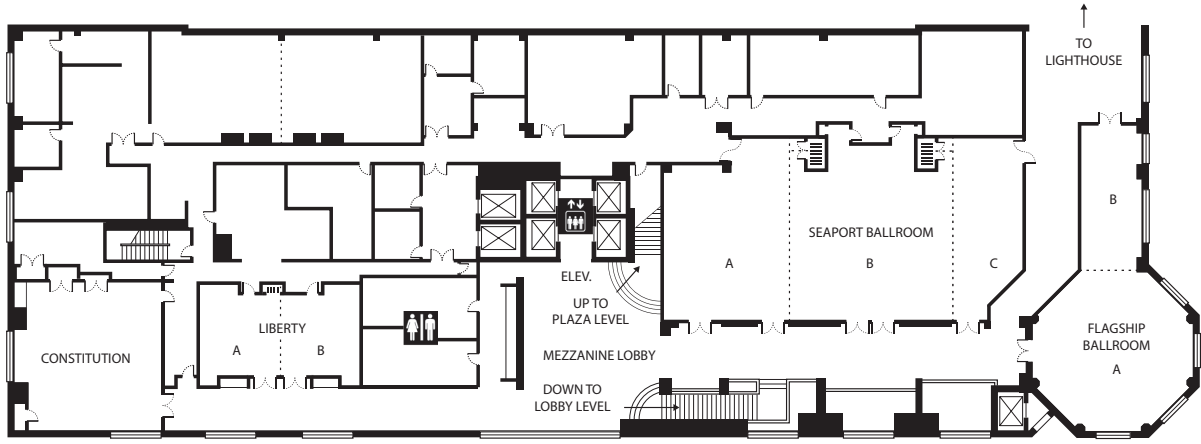 TO
LIGHTHOUSE
B
SEAPORT BALLROOM
A
B
C
ELEV.
UP TO
PLAZA LEVEL
LIBERTY
A
B
CONSTITUTION
MEZZANINE LOBBY
FLAGSHIP
BALLROOM
A
DOWN TO
LOBBY LEVEL